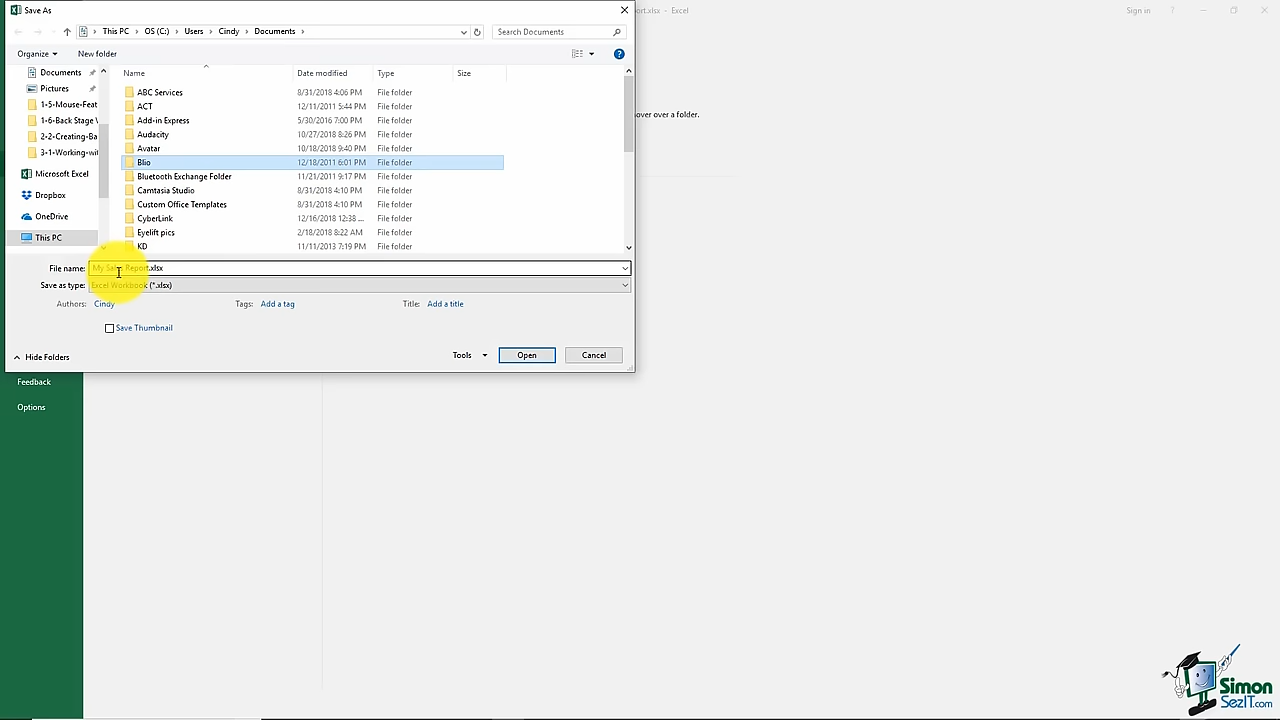 Save As
ort.xlsx - Excel
Sign in
?
This PC > OS (C:) > Users > Cindy > Documents >
Search Documents
Organize
New folder
?
Name
Date modified
Type
Size
Documents
Pictures
1-5-Mouse-Feat
1-6-Back Stage V
2-2-Creating-Ba
3-1-Working-wi
Microsoft Excel
Dropbox
OneDrive
This PC
ABC Services 8/31/2018 4:06 PM File folder
ACT 12/11/2011 5:44 PM File folder
Add-in Express 5/30/2016 7:00 PM File folder
Audacity 10/27/2018 8:26 PM File folder
Avatar 10/18/2018 9:40 PM File folder
Blio 12/18/2011 6:01 PM File folder
Bluetooth Exchange Folder 11/21/2011 9:17 PM File folder
Camtasia Studio 8/31/2018 4:10 PM File folder
Custom Office Templates 8/31/2018 4:10 PM File folder
CyberLink 12/16/2018 12:38 ... File folder
Eyelift pics 2/18/2018 8:22 AM File folder
KD 11/11/2013 7:19 PM File folder
over over a folder.
File name: My Sales Report.xlsx
Save as type: Excel Workbook (*.xlsx)
Authors: Cindy
Tags: Add a tag
Title: Add a title
Save Thumbnail
Hide Folders
Tools
Open
Cancel
Feedback
Options
Simon
SezIT.com